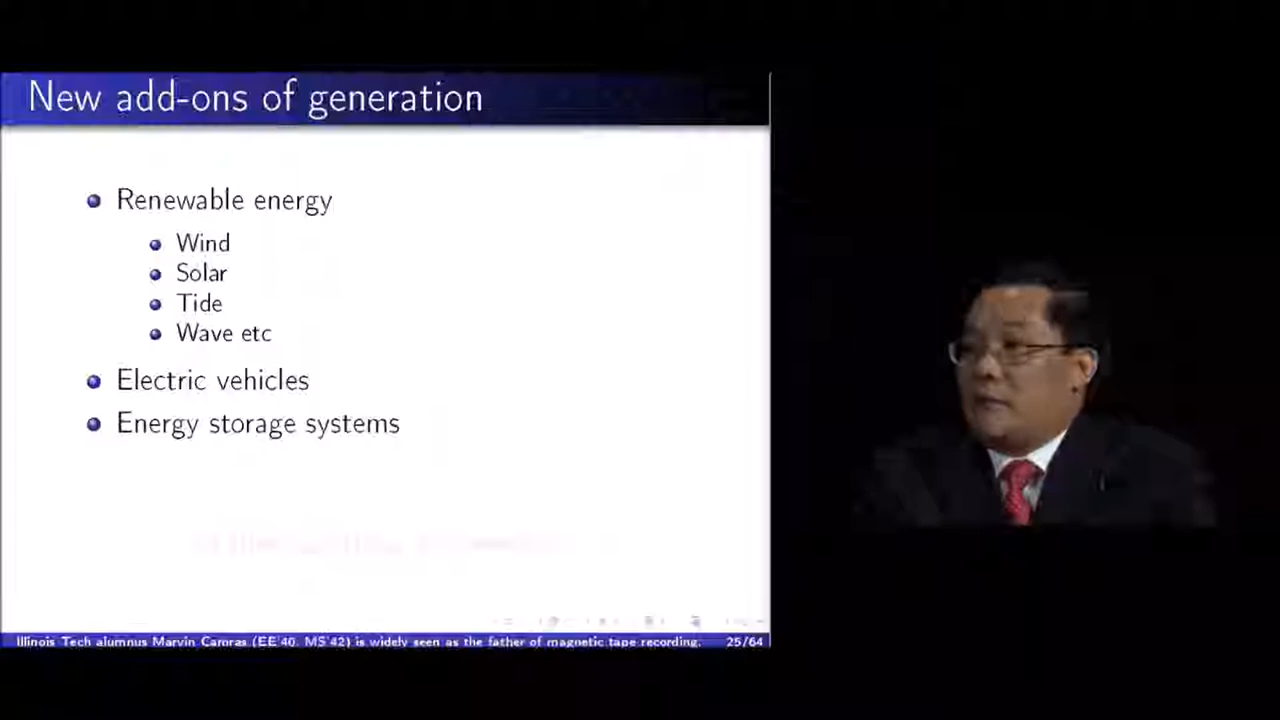 New add-ons of generation
Renewable energy
Wind
Solar
Tide
Wave etc
Electric vehicles
Energy storage systems
Illinois Tech alumnus Marvin Camras (EE'40, MS'42) is widely seen as the father of magnetic tape recording. 25/64